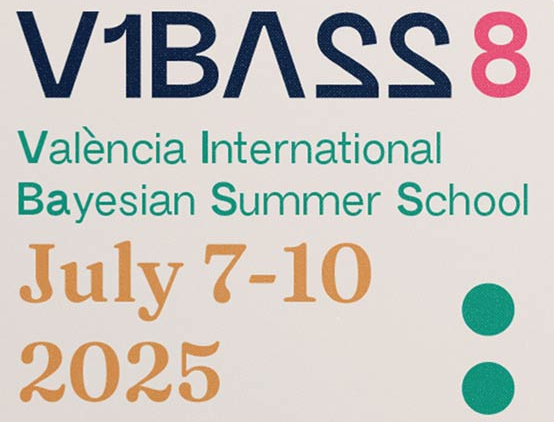 V1BASS 8
València International
Bayesian Summer School
July 7-10
2025